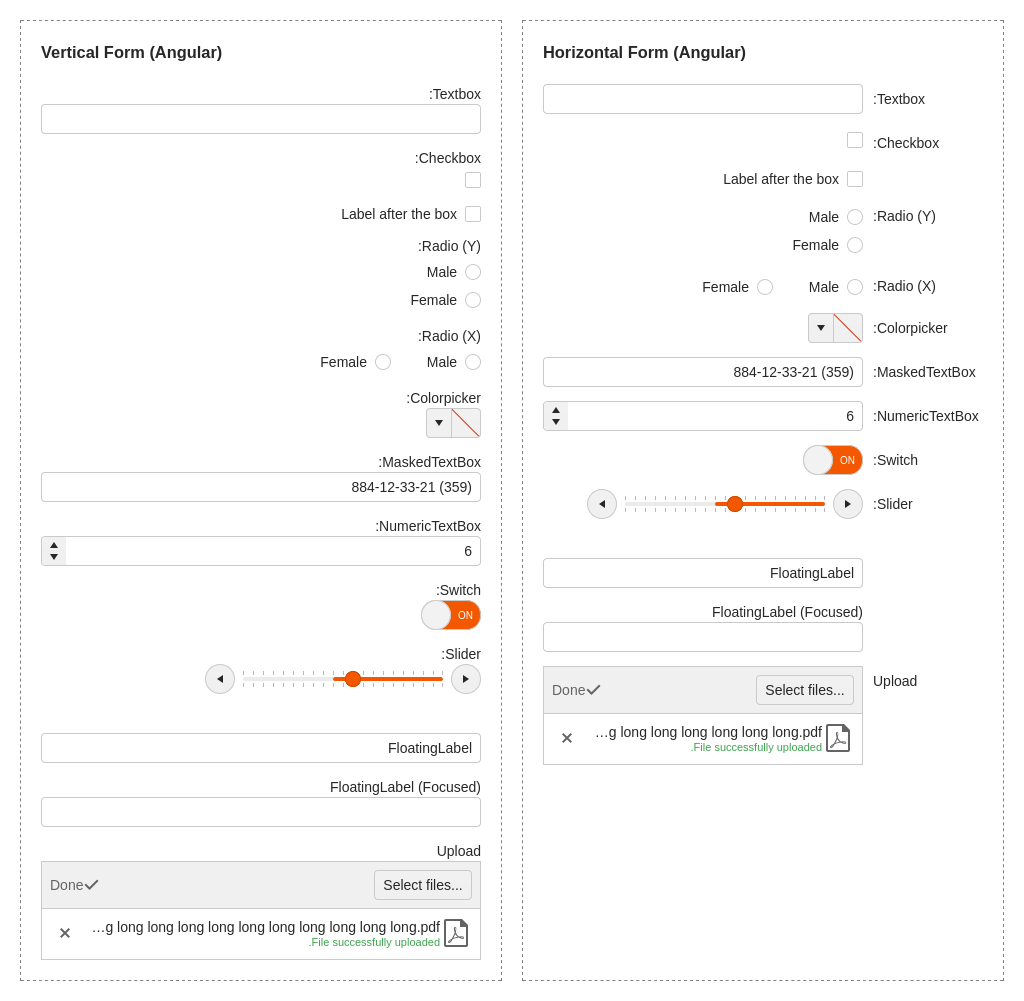 Vertical Form (Angular)
:Textbox
:Checkbox
Label after the box
:Radio (Y)
Male
Female
:Radio (X)
Female Male
:Colorpicker
:MaskedTextBox
884-12-33-21 (359)
:NumericTextBox
6
:Switch
ON
:Slider
FloatingLabel
FloatingLabel (Focused)
Upload
Done Select files...
...g long long long long long long long long long long.pdf
.File successfully uploaded
Horizontal Form (Angular)
:Textbox
:Checkbox
Label after the box
Male :Radio (Y)
Female
Female Male :Radio (X)
:Colorpicker
884-12-33-21 (359) :MaskedTextBox
6 :NumericTextBox
ON :Switch
:Slider
FloatingLabel
FloatingLabel (Focused)
Upload
Done Select files...
...g long long long long long long.pdf
.File successfully uploaded